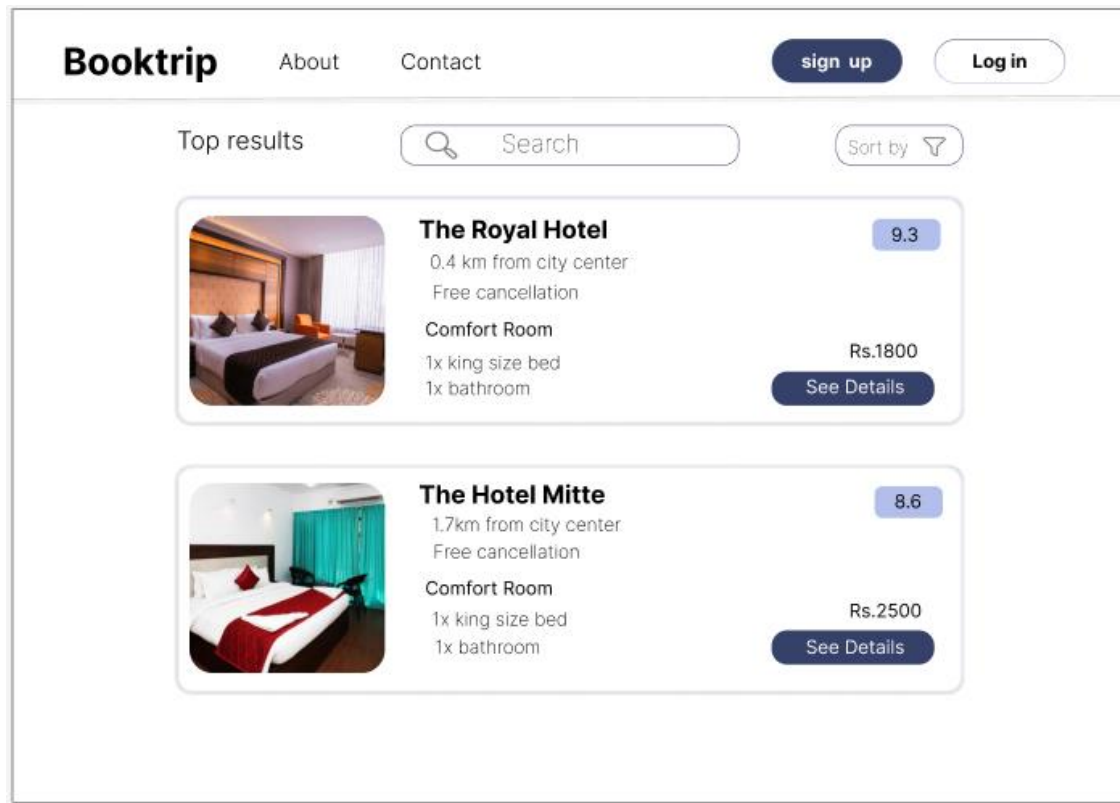 Booktrip About Contact sign up Log in
Top results Search Sort by
The Royal Hotel 9.3
0.4 km from city center
Free cancellation
Comfort Room
1x king size bed Rs.1800
1x bathroom See Details
The Hotel Mitte 8.6
1.7km from city center
Free cancellation
Comfort Room
1x king size bed Rs.2500
1x bathroom See Details